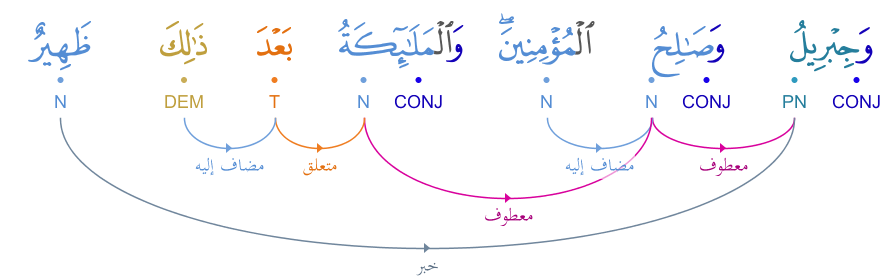 وَجِبْرِيلُ وَصَـٰلِحُ ٱلْمُؤْمِنِينَ ۖ وَٱلْمَلَـٰٓئِكَةُ بَعْدَ ذَٰلِكَ ظَهِيرٌ
CONJ PN CONJ N N CONJ N T DEM N
معطوف مضاف إليه متعلق مضاف إليه
معطوف
خبر